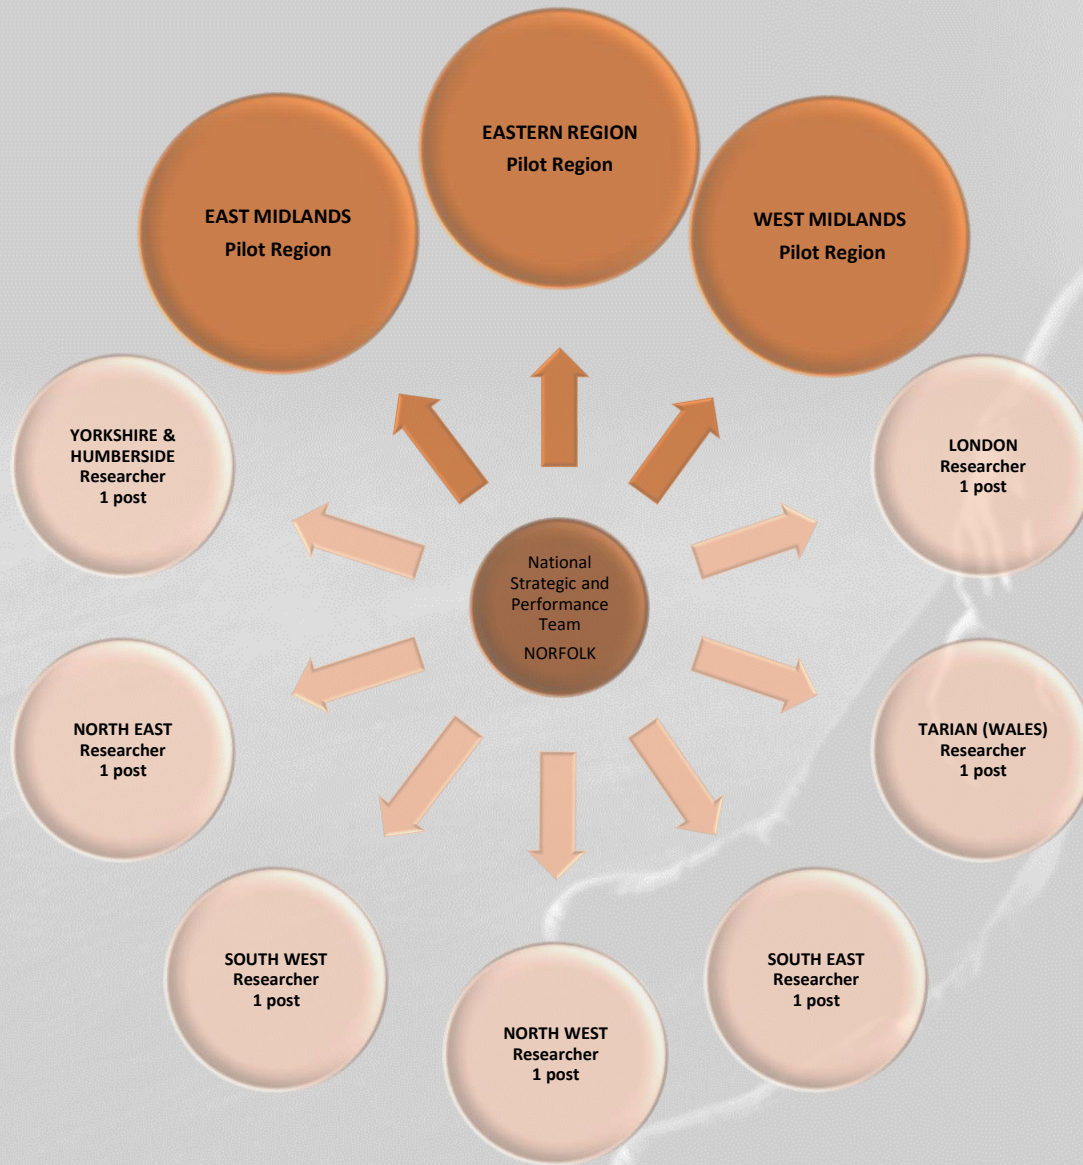 EASTERN REGION
Pilot Region
EAST MIDLANDS
Pilot Region
WEST MIDLANDS
Pilot Region
YORKSHIRE &
HUMBERSIDE
Researcher
1 post
LONDON
Researcher
1 post
National
Strategic and
Performance
Team
NORFOLK
NORTH EAST
Researcher
1 post
TARIAN (WALES)
Researcher
1 post
SOUTH WEST
Researcher
1 post
SOUTH EAST
Researcher
1 post
NORTH WEST
Researcher
1 post